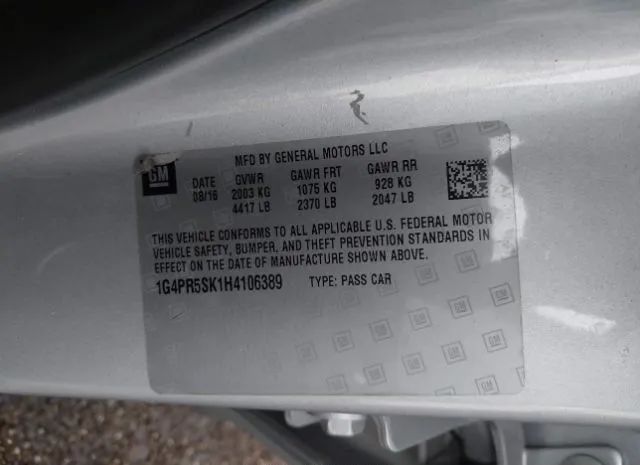 MFD BY GENERAL MOTORS LLC
GM DATE GVWR GAWR FRT GAWR RR
08/16 2003 KG 1075 KG 928 KG
4417 LB 2370 LB 2047 LB
THIS VEHICLE CONFORMS TO ALL APPLICABLE U.S. FEDERAL MOTOR
VEHICLE SAFETY, BUMPER, AND THEFT PREVENTION STANDARDS IN
EFFECT ON THE DATE OF MANUFACTURE SHOWN ABOVE.
1G4PR5SK1H4106389 TYPE: PASS CAR